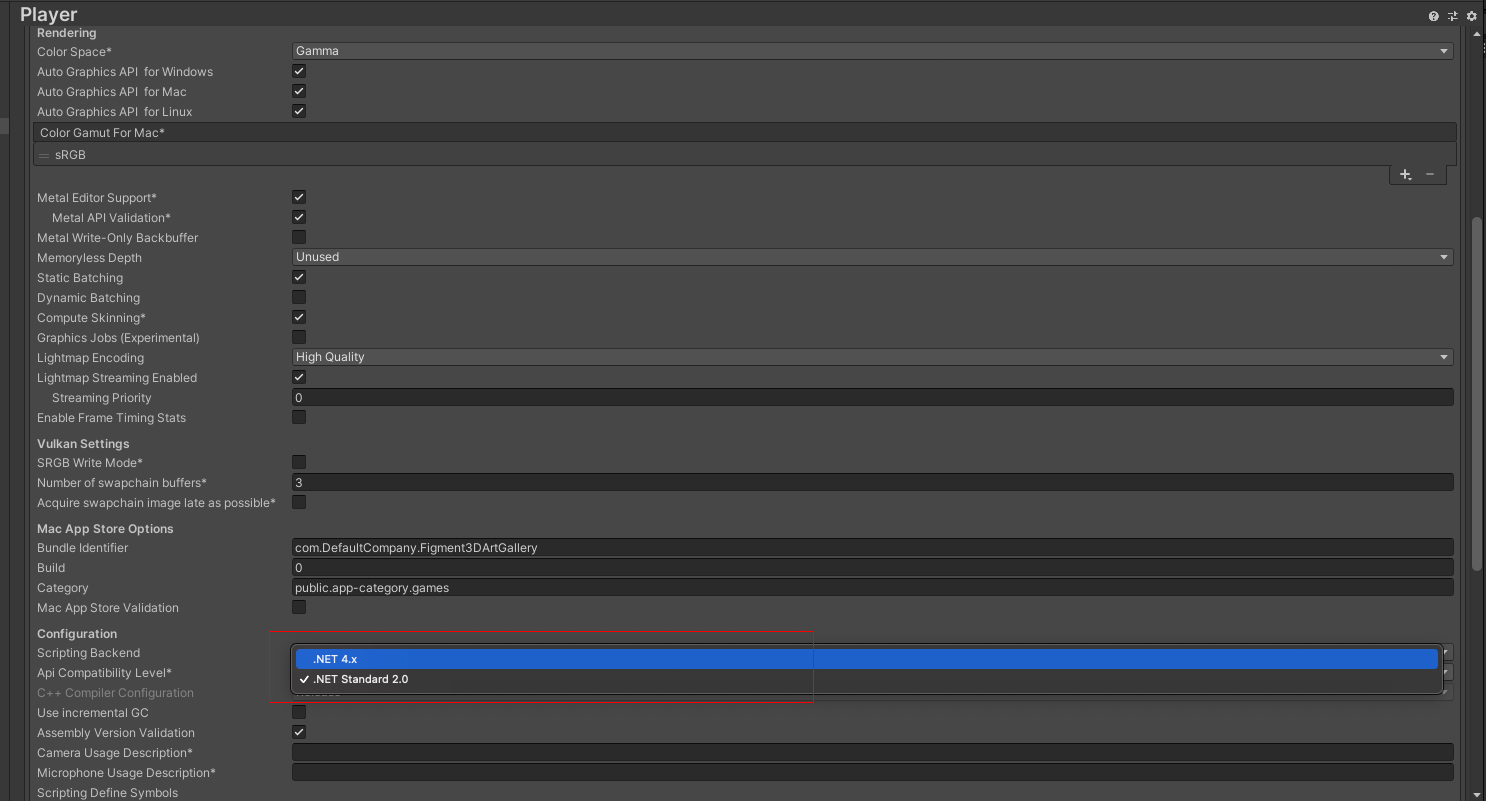 Player
Rendering
Color Space* Gamma
Auto Graphics API for Windows
Auto Graphics API for Mac
Auto Graphics API for Linux
Color Gamut For Mac*
sRGB
Metal Editor Support*
Metal API Validation*
Metal Write-Only Backbuffer
Memoryless Depth Unused
Static Batching
Dynamic Batching
Compute Skinning*
Graphics Jobs (Experimental)
Lightmap Encoding High Quality
Lightmap Streaming Enabled
Streaming Priority 0
Enable Frame Timing Stats
Vulkan Settings
SRGB Write Mode*
Number of swapchain buffers* 3
Acquire swapchain image late as possible*
Mac App Store Options
Bundle Identifier com.DefaultCompany.Figment3DArtGallery
Build 0
Category public.app-category.games
Mac App Store Validation
Configuration
Scripting Backend .NET 4.x
Api Compatibility Level* .NET Standard 2.0
C++ Compiler Configuration
Use incremental GC
Assembly Version Validation
Camera Usage Description*
Microphone Usage Description*
Scripting Define Symbols